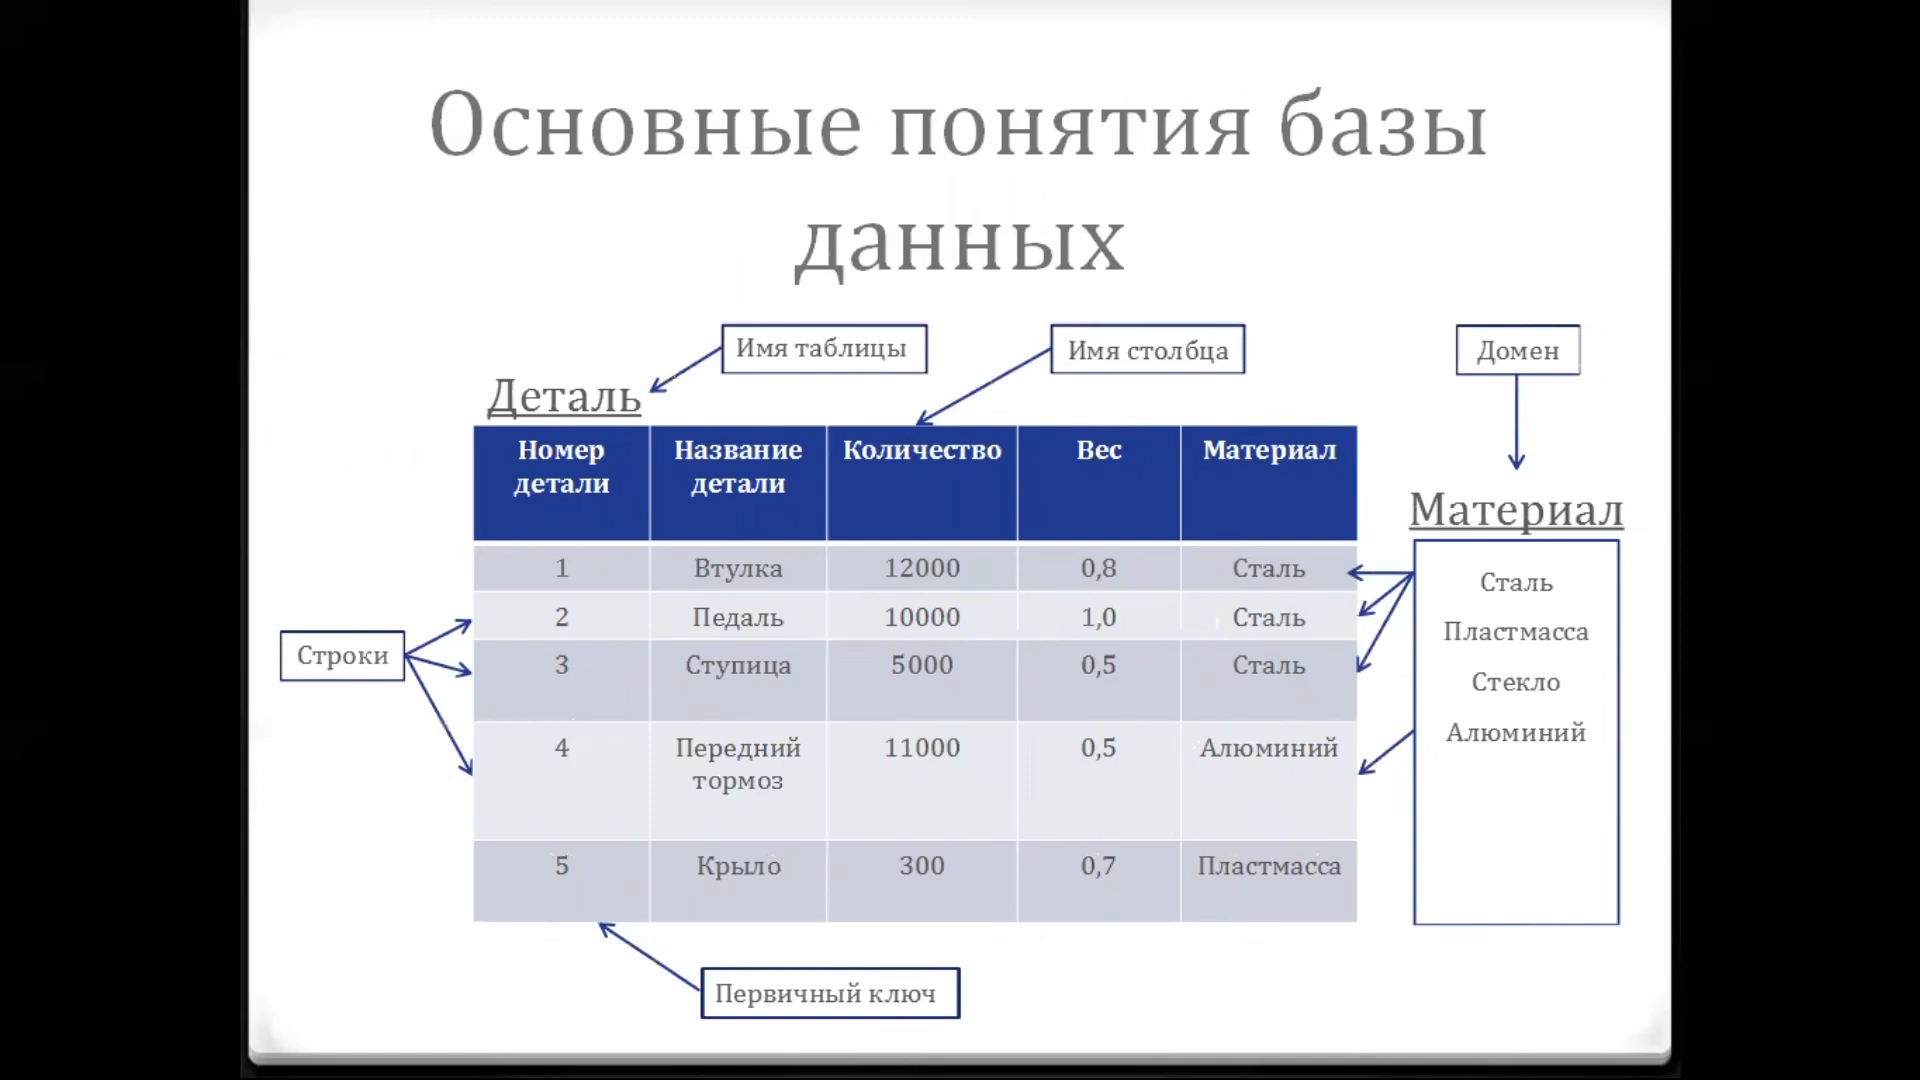 Основные понятия базы
данных
Имя таблицы
Имя столбца
Домен
Деталь
Номер детали Название детали Количество Вес Материал
1 Втулка 12000 0,8 Сталь
2 Педаль 10000 1,0 Сталь
3 Ступица 5000 0,5 Сталь
4 Передний тормоз 11000 0,5 Алюминий
5 Крыло 300 0,7 Пластмасса
Строки
Материал
Сталь
Пластмасса
Стекло
Алюминий
Первичный ключ